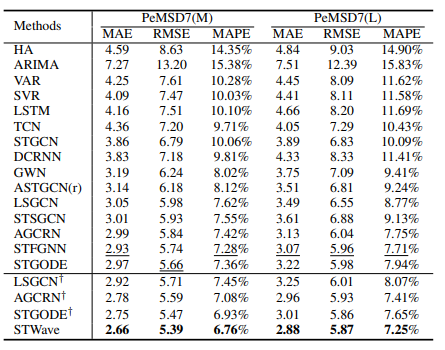 Methods PeMSD7(M) PeMSD7(L)
MAE RMSE MAPE MAE RMSE MAPE
HA 4.59 8.63 14.35% 4.84 9.03 14.90%
ARIMA 7.27 13.20 15.38% 7.51 12.39 15.83%
VAR 4.25 7.61 10.28% 4.45 8.09 11.62%
SVR 4.09 7.47 10.03% 4.41 8.11 11.58%
LSTM 4.16 7.51 10.10% 4.66 8.20 11.69%
TCN 4.36 7.20 9.71% 4.05 7.29 10.43%
STGCN 3.86 6.79 10.06% 3.89 6.83 10.09%
DCRNN 3.83 7.18 9.81% 4.33 8.33 11.41%
GWN 3.19 6.24 8.02% 3.75 7.09 9.41%
ASTGCN(r) 3.14 6.18 8.12% 3.51 6.81 9.24%
LSGCN 3.05 5.98 7.62% 3.49 6.55 8.77%
STSGCN 3.01 5.93 7.55% 3.61 6.88 9.13%
AGCRN 2.99 5.84 7.42% 3.13 6.04 7.75%
STFGNN 2.93 5.74 7.28% 3.07 5.96 7.71%
STGODE 2.97 5.66 7.36% 3.22 5.98 7.94%
LSGCN† 2.92 5.71 7.45% 3.25 6.01 8.07%
AGCRN† 2.78 5.59 7.08% 2.96 5.93 7.41%
STGODE† 2.75 5.47 6.93% 3.01 5.86 7.65%
STWave 2.66 5.39 6.76% 2.88 5.87 7.25%